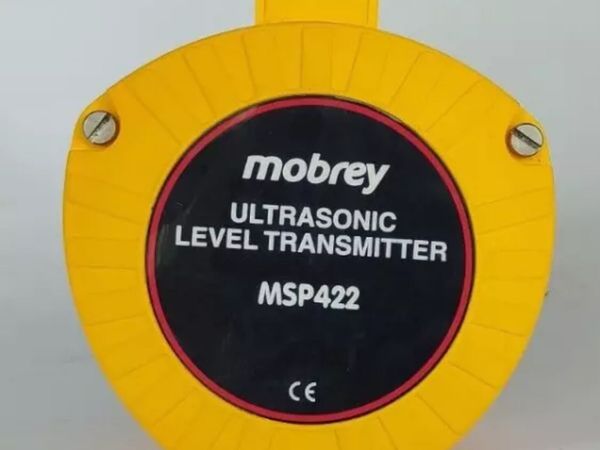 mobrey
ULTRASONIC
LEVEL TRANSMITTER
MSP422
CE